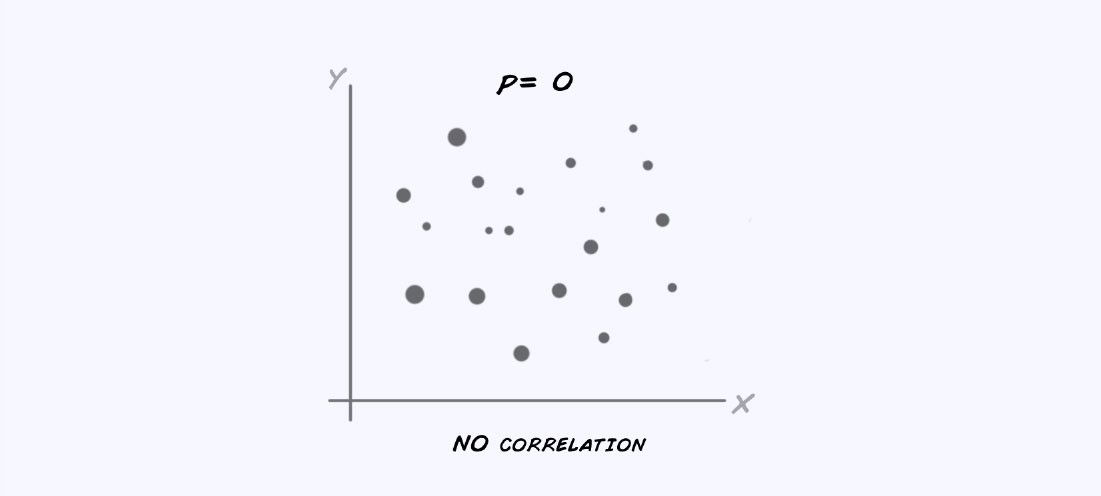 Y
p= 0
X
NO CORRELATION